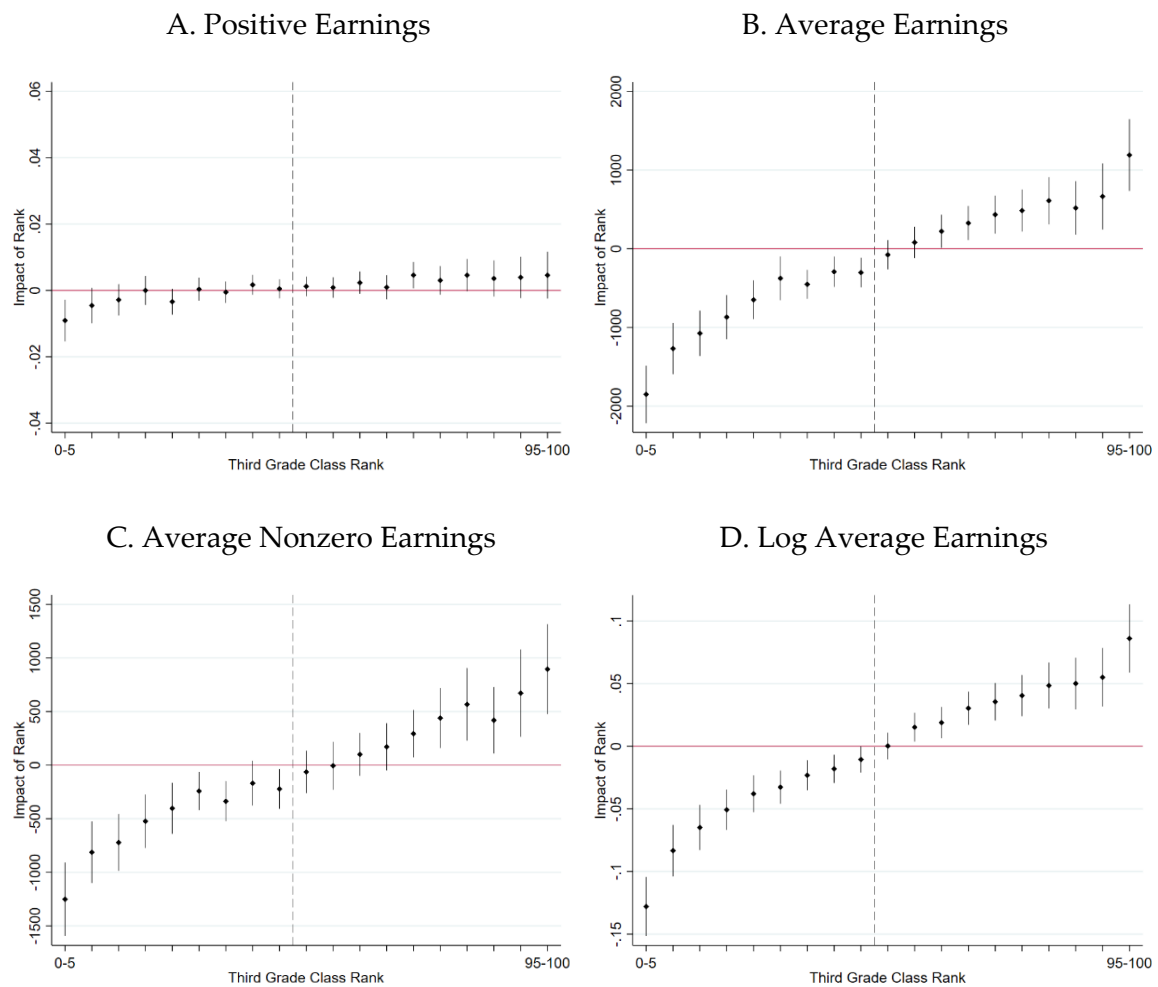 A. Positive Earnings
Impact of Rank
.06
.04
.02
0
-.02
-.04
0-5
95-100
Third Grade Class Rank
B. Average Earnings
Impact of Rank
2000
1000
0
-1000
-2000
0-5
95-100
Third Grade Class Rank
C. Average Nonzero Earnings
Impact of Rank
1500
1000
500
0
-500
-1000
-1500
0-5
95-100
Third Grade Class Rank
D. Log Average Earnings
Impact of Rank
.1
.05
0
-.05
-.1
-.15
0-5
95-100
Third Grade Class Rank